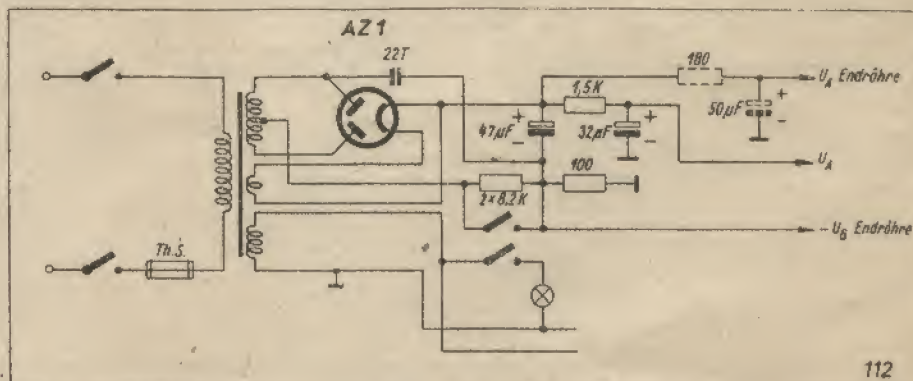 AZ1
22T
180
1,5K
U_A Endröhre
+
50µF
-
47µF
+
-
32µF
+
-
U_A
100
2×8.2K
-U_G Endröhre
Th.S.
112